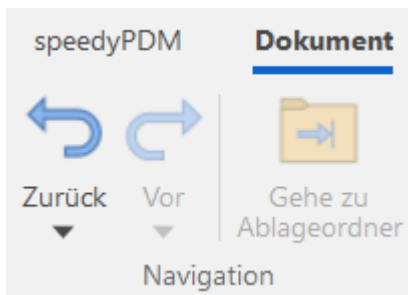 speedyPDM Dokument
Zurück Vor Gehe zu
Ablageordner
Navigation